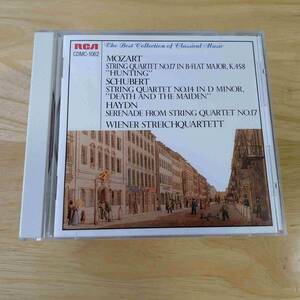 RCA
CDMC-1062
The Best Collection of Classical Music
MOZART
STRING QUARTET NO.17 IN B-FLAT MAJOR, K.458
"HUNTING"
SCHUBERT
STRING QUARTET NO.14 IN D MINOR,
"DEATH AND THE MAIDEN"
HAYDN
SERENADE FROM STRING QUARTET NO.17
WIENER STREICHQUARTETT